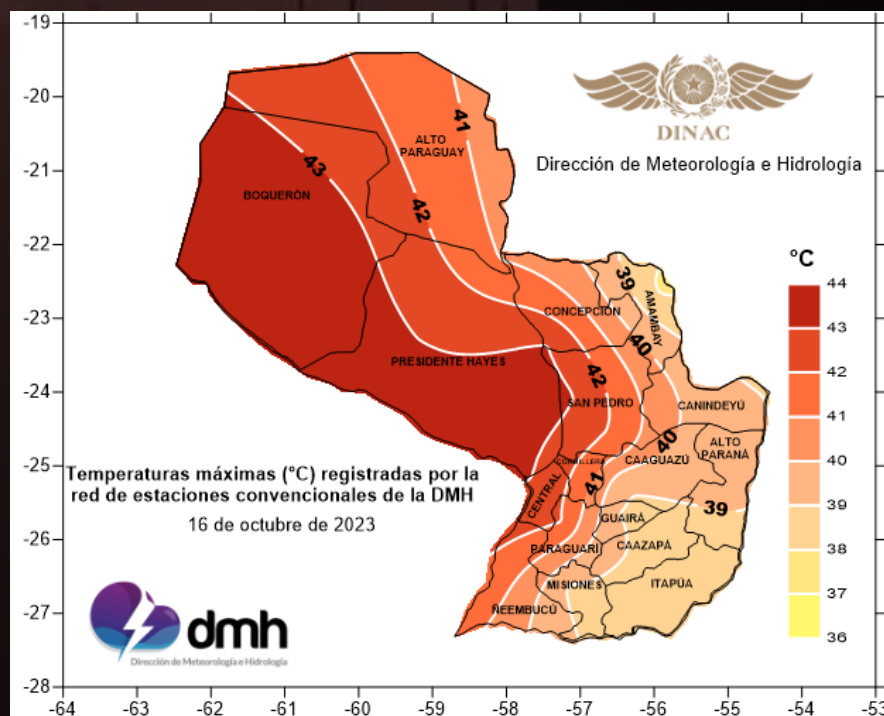 -19
-20
-21
-22
-23
-24
-25
-26
-27
-28
-64
-63
-62
-61
-60
-59
-58
-57
-56
-55
-54
-53
DINAC
Dirección de Meteorología e Hidrología
41
ALTO
PARAGUAY
43
BOQUERÓN
42
°C
44
43
42
41
40
39
38
37
36
39
AMAMBAY
CONCEPCIÓN
40
PRESIDENTE HAYES
42
SAN PEDRO
CANINDEYÚ
40
ALTO
PARANÁ
CORDILLERA
CAAGUAZÚ
41
CENTRAL
39
GUAIRÁ
PARAGUARÍ
CAAZAPÁ
MISIONES
ITAPÚA
ÑEEMBUCÚ
Temperaturas máximas (°C) registradas por la
red de estaciones convencionales de la DMH
16 de octubre de 2023
dmh
Dirección de Meteorología e Hidrología